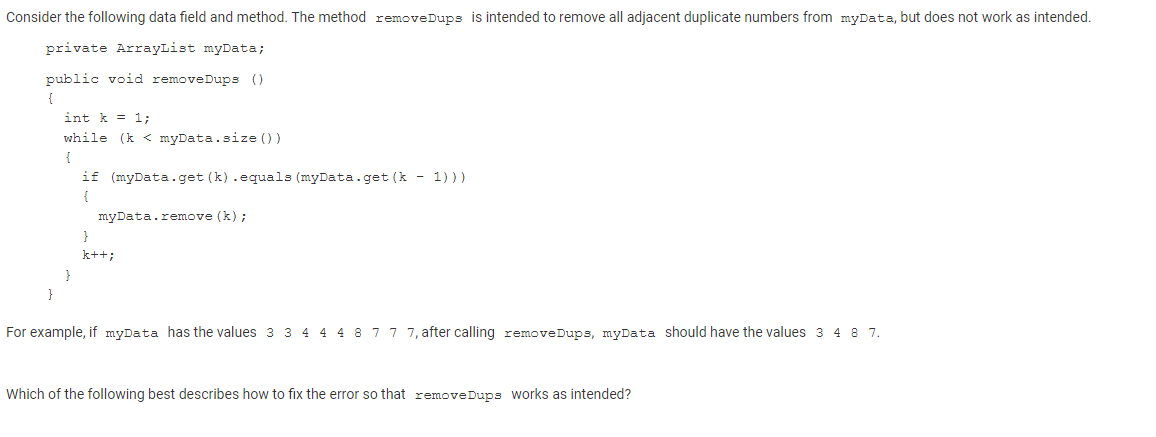 Consider the following data field and method. The method removeDups is intended to remove all adjacent duplicate numbers from myData, but does not work as intended.
private ArrayList myData;
public void removeDups ()
{
int k = 1;
while (k < myData.size())
{
if (myData.get(k).equals(myData.get(k - 1)))
{
myData.remove(k);
}
k++;
}
}
For example, if myData has the values 3 3 4 4 4 8 7 7 7, after calling removeDups, myData should have the values 3 4 8 7.
Which of the following best describes how to fix the error so that removeDups works as intended?